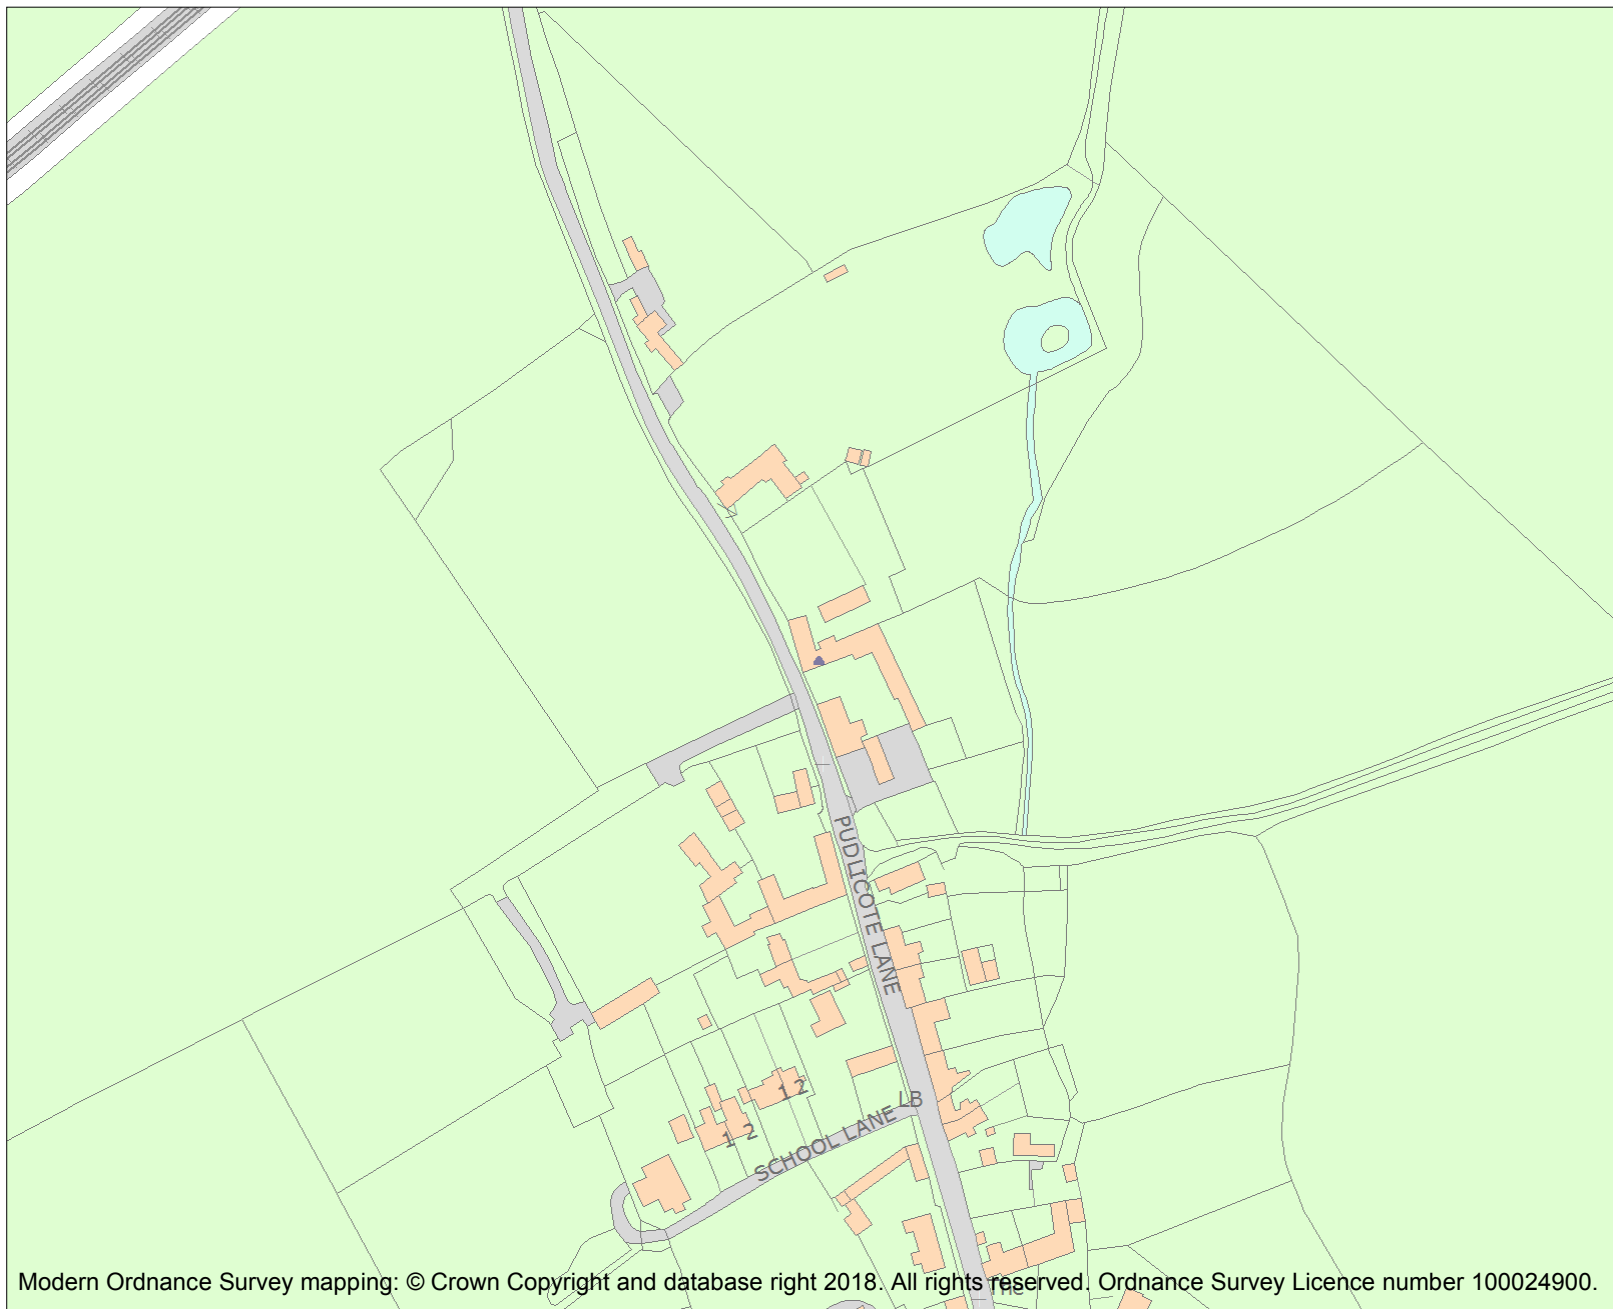 PUDLICOTE LANE
LB
1 2
1 2
SCHOOL LANE
The
Modern Ordnance Survey mapping: © Crown Copyright and database right 2018. All rights reserved. Ordnance Survey Licence number 100024900.